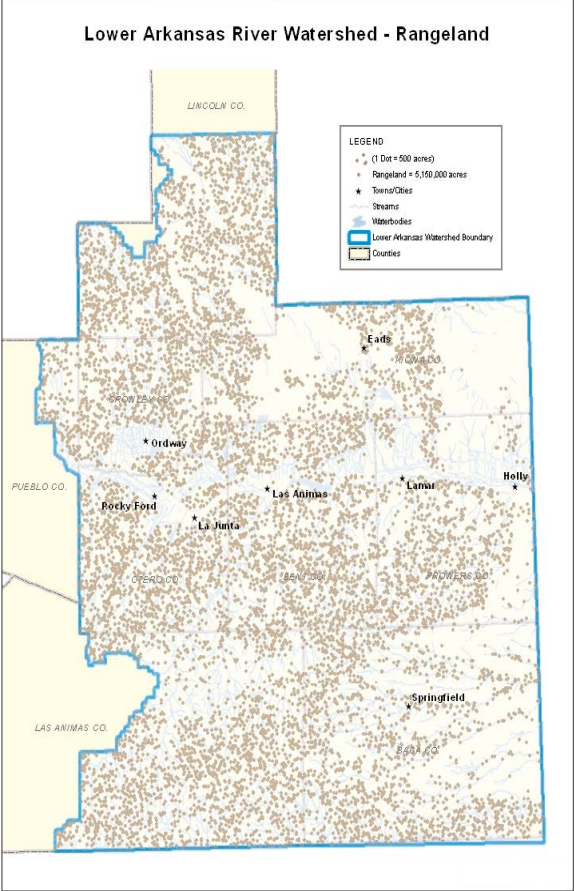 Lower Arkansas River Watershed - Rangeland
LINCOLN CO.
LEGEND
(1 Dot = 500 acres)
Rangeland = 5,150,000 acres
Towns/Cities
Streams
Waterbodies
Lower Arkansas Watershed Boundary
Counties
Eads
KIOWA CO.
CROWLEY CO.
Ordway
PUEBLO CO.
Rocky Ford
La Junta
Las Animas
Lamar
Holly
OTERO CO.
BENT CO.
PROWERS CO.
Springfield
LAS ANIMAS CO.
BACA CO.